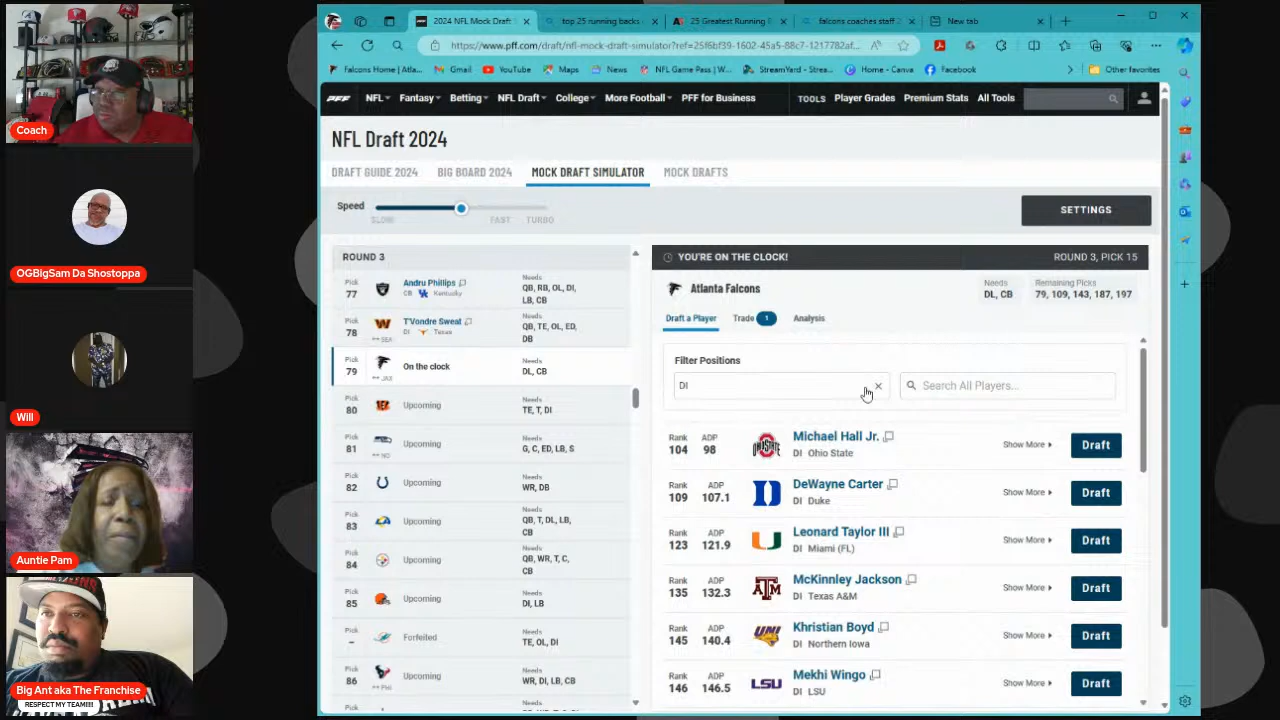 Coach
OGBigSam Da Shostoppa
Will
Auntie Pam
Big Ant aka The Franchise
RESPECT MY TEAM!!!!!
2024 NFL Mock Draft S
top 25 running backs
25 Greatest Running B
falcons coaches staff 2
New tab
https://www.pff.com/draft/nfl-mock-draft-simulator?ref=25f6bf39-1602-45a5-88c7-1217782af...
Falcons Home | Atla...
Gmail
YouTube
Maps
News
NFL Game Pass | W...
StreamYard - Strea...
Home - Canva
Facebook
Other favorites
PFF
NFL
Fantasy
Betting
NFL Draft
College
More Football
PFF for Business
TOOLS
Player Grades
Premium Stats
All Tools
NFL Draft 2024
DRAFT GUIDE 2024
BIG BOARD 2024
MOCK DRAFT SIMULATOR
MOCK DRAFTS
Speed
SLOW
FAST
TURBO
SETTINGS
ROUND 3
Pick 77
Andru Phillips
CB Kentucky
Needs
QB, RB, OL, DI,
LB, CB
Pick 78
SEA
T'Vondre Sweat
DI Texas
Needs
QB, TE, OL, ED,
DB
Pick 79
JAX
On the clock
Needs
DL, CB
Pick 80
Upcoming
Needs
TE, T, DI
Pick 81
NO
Upcoming
Needs
G, C, ED, LB, S
Pick 82
Upcoming
Needs
WR, DB
Pick 83
Upcoming
Needs
QB, T, DL, LB,
CB
Pick 84
Upcoming
Needs
QB, WR, T, C,
CB
Pick 85
Upcoming
Needs
DI, LB
Pick
-
Forfeited
Needs
TE, OL, DI
Pick 86
PHI
Upcoming
Needs
WR, DI, LB, CB
Pick
Needs
YOU'RE ON THE CLOCK!
ROUND 3, PICK 15
Atlanta Falcons
Needs
DL, CB
Remaining Picks
79, 109, 143, 187, 197
Draft a Player
Trade 1
Analysis
Filter Positions
DI
Search All Players...
Rank 104
ADP 98
Michael Hall Jr.
DI Ohio State
Show More
Draft
Rank 109
ADP 107.1
DeWayne Carter
DI Duke
Show More
Draft
Rank 123
ADP 121.9
Leonard Taylor III
DI Miami (FL)
Show More
Draft
Rank 135
ADP 132.3
McKinnley Jackson
DI Texas A&M
Show More
Draft
Rank 145
ADP 140.4
Khristian Boyd
DI Northern Iowa
Show More
Draft
Rank 146
ADP 146.5
Mekhi Wingo
DI LSU
Show More
Draft